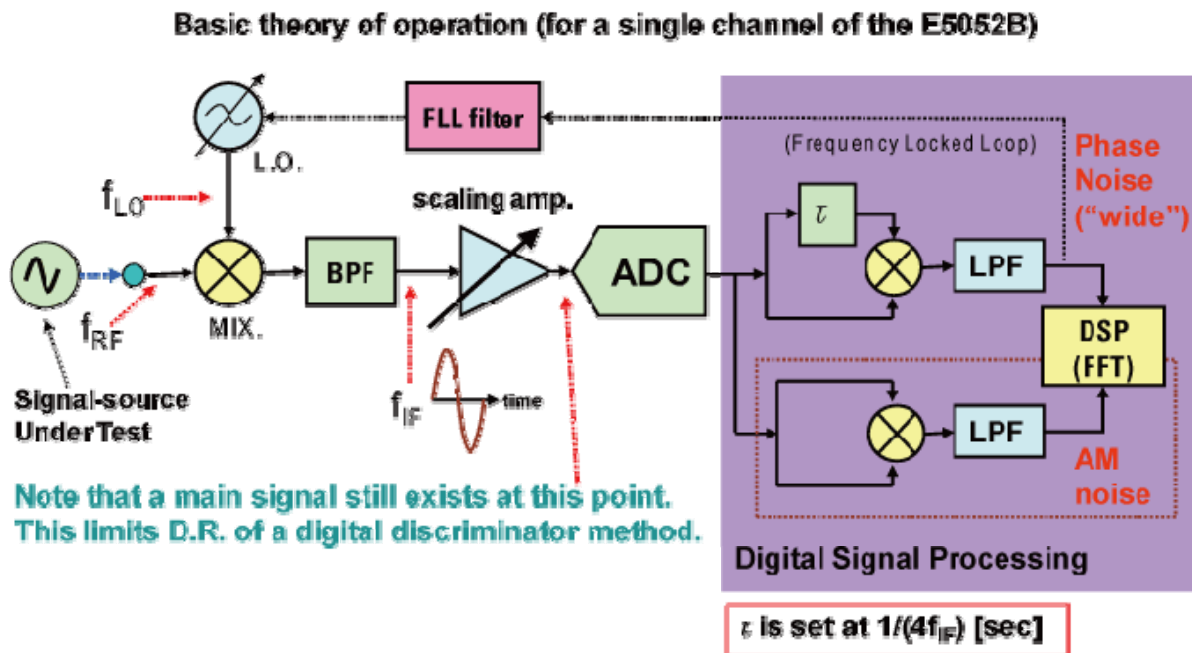 Basic theory of operation (for a single channel of the E5052B)
FLL filter
(Frequency Locked Loop)
Phase
Noise
("wide")
L.O.
fLO
scaling amp.
τ
BPF
ADC
LPF
fRF
MIX.
DSP
(FFT)
Signal-source
UnderTest
fIF
time
LPF
AM
noise
Note that a main signal still exists at this point.
This limits D.R. of a digital discriminator method.
Digital Signal Processing
τ is set at 1/(4fIF) [sec]